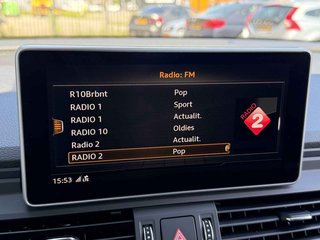 Radio: FM
R10Brbnt Pop
RADIO 1 Sport
RADIO 1 Actualit.
RADIO 10 Oldies
Radio 2 Actualit.
RADIO 2 Pop
RADIO
2
15:53